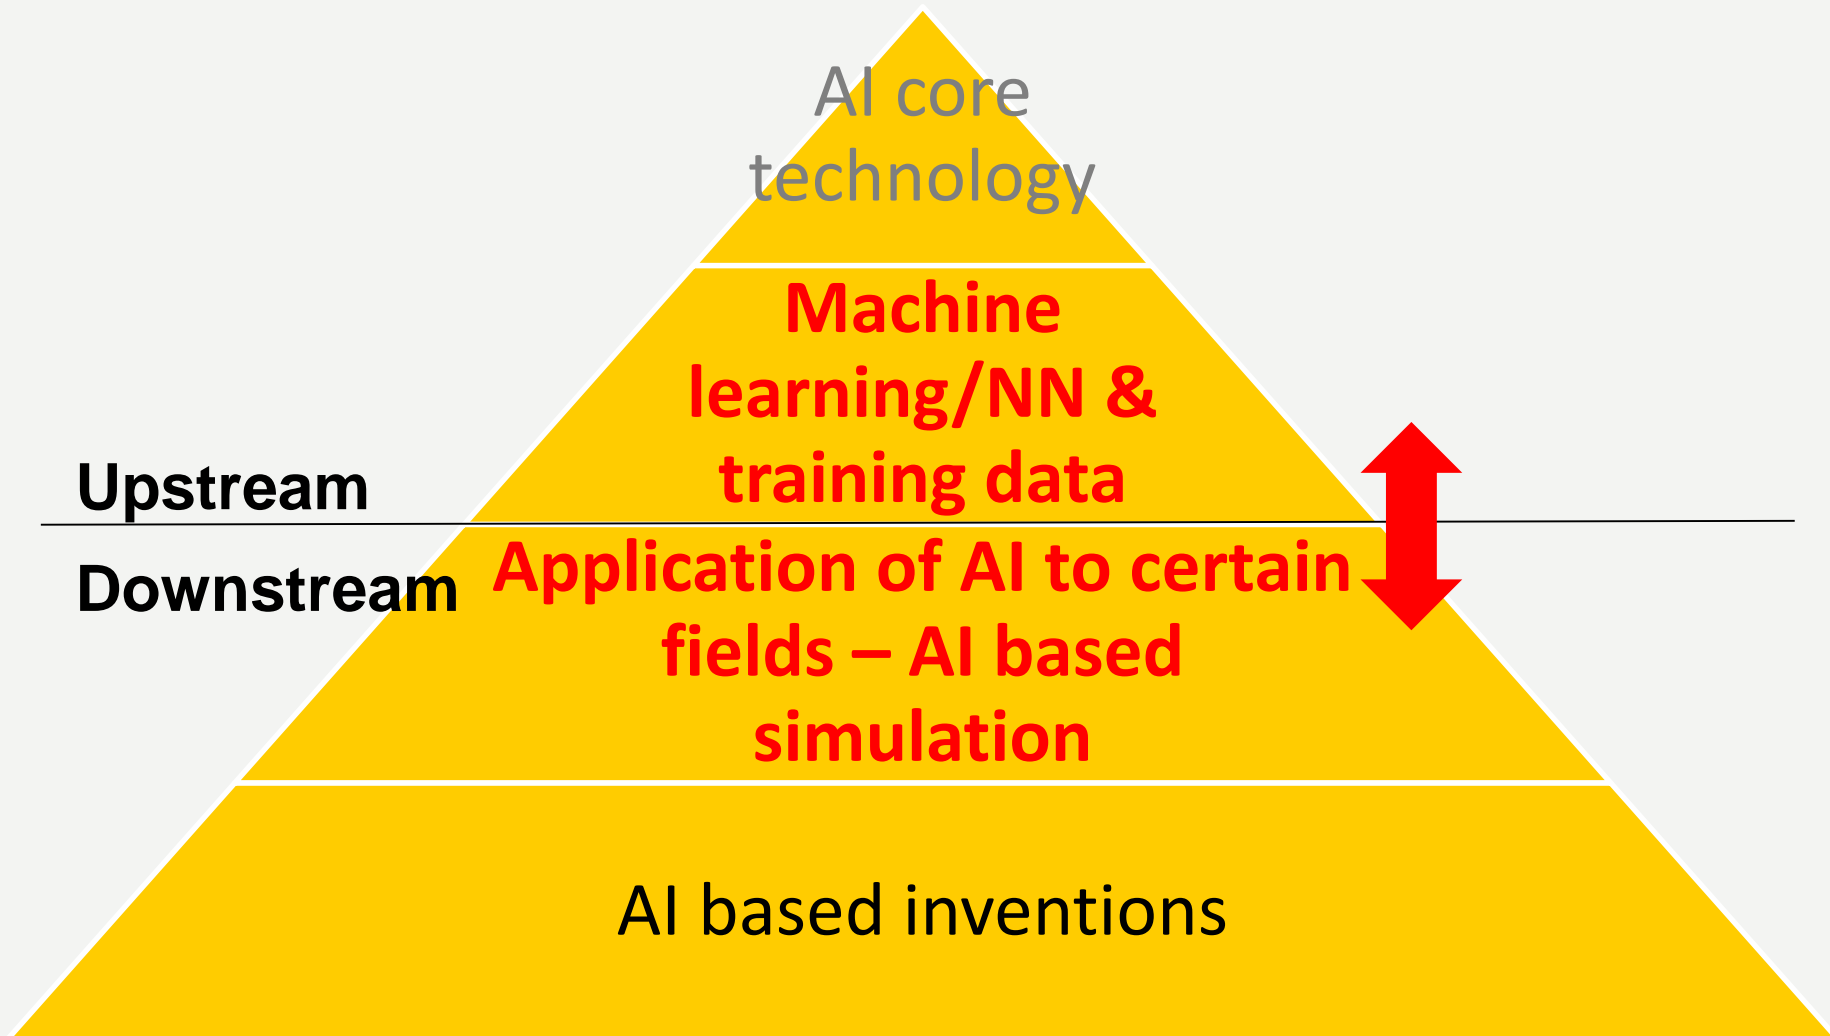 AI core
technology
Machine
learning/NN &
training data
Upstream
Downstream
Application of AI to certain
fields – AI based
simulation
AI based inventions